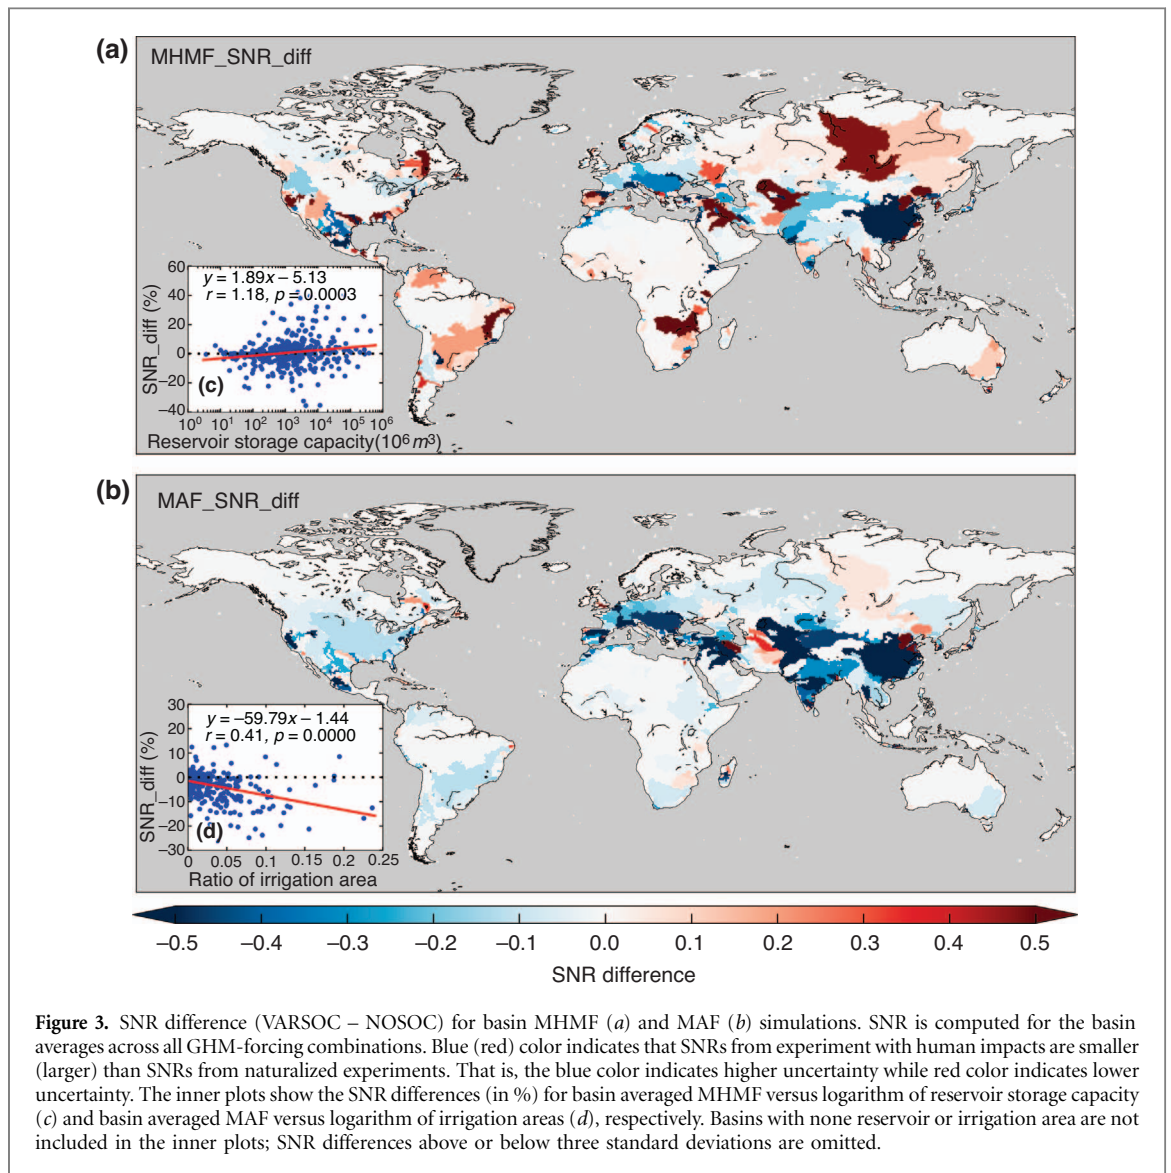 (a)
MHMF_SNR_diff
60
40
20
0
−20
−40
SNR_diff (%)
y = 1.89x − 5.13
r = 1.18, p = 0.0003
(c)
10⁰ 10¹ 10² 10³ 10⁴ 10⁵ 10⁶
Reservoir storage capacity(10⁶ m³)
(b)
MAF_SNR_diff
30
20
10
0
−10
−20
−30
SNR_diff (%)
y = −59.79x − 1.44
r = 0.41, p = 0.0000
(d)
0 0.05 0.1 0.15 0.2 0.25
Ratio of irrigation area
−0.5 −0.4 −0.3 −0.2 −0.1 0.0 0.1 0.2 0.3 0.4 0.5
SNR difference
Figure 3. SNR difference (VARSOC – NOSOC) for basin MHMF (a) and MAF (b) simulations. SNR is computed for the basin
averages across all GHM-forcing combinations. Blue (red) color indicates that SNRs from experiment with human impacts are smaller
(larger) than SNRs from naturalized experiments. That is, the blue color indicates higher uncertainty while red color indicates lower
uncertainty. The inner plots show the SNR differences (in %) for basin averaged MHMF versus logarithm of reservoir storage capacity
(c) and basin averaged MAF versus logarithm of irrigation areas (d), respectively. Basins with none reservoir or irrigation area are not
included in the inner plots; SNR differences above or below three standard deviations are omitted.